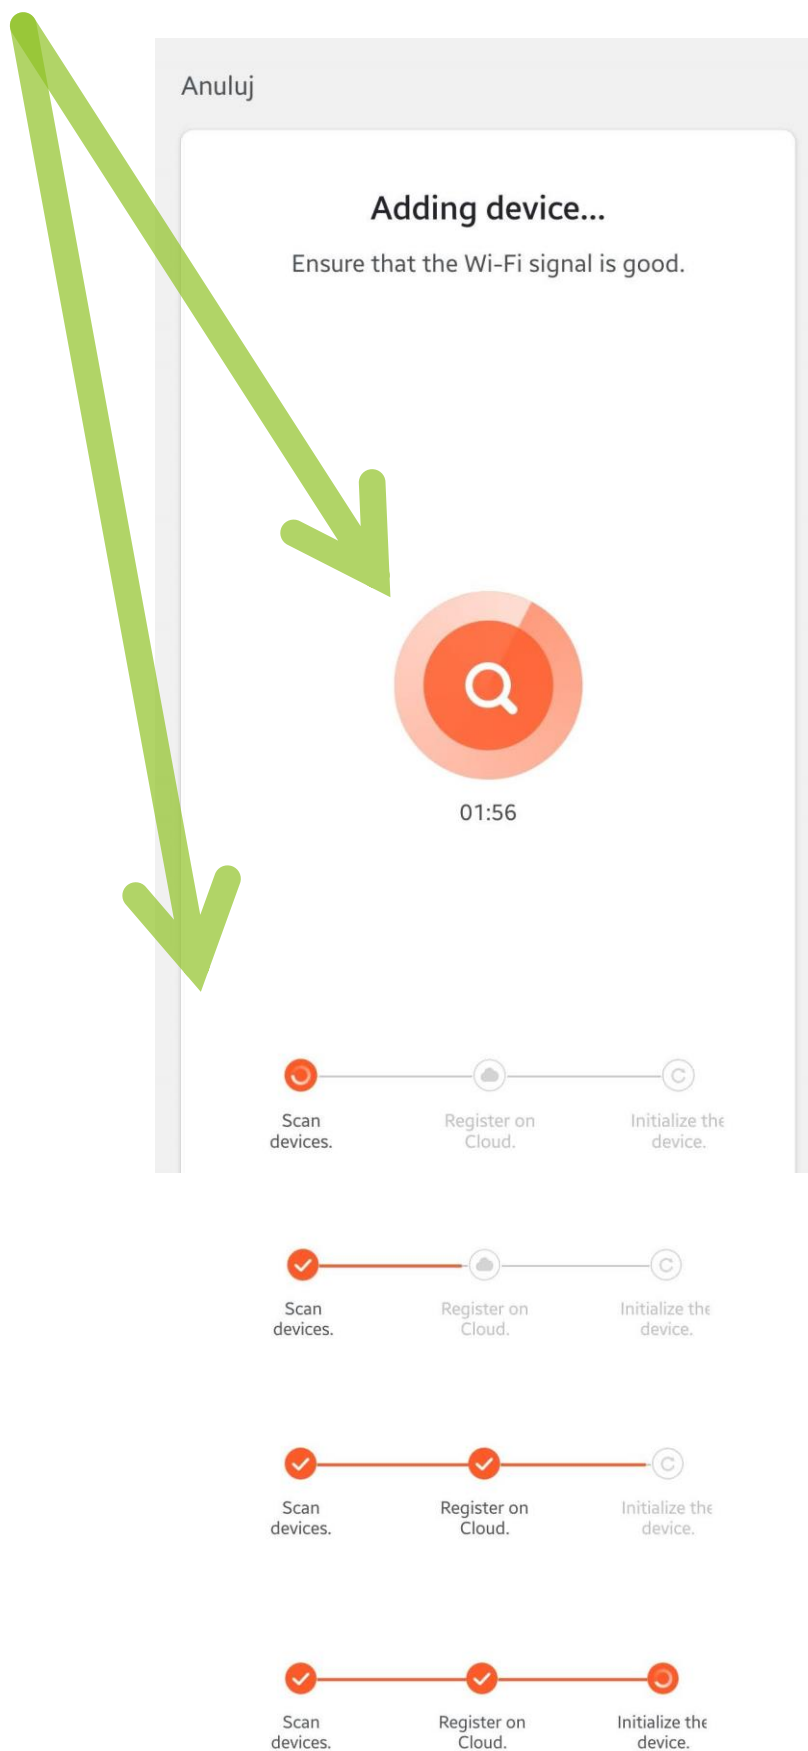 Anuluj
Adding device...
Ensure that the Wi-Fi signal is good.
01:56
Scan
devices.
Register on
Cloud.
Initialize the
device.
Scan
devices.
Register on
Cloud.
Initialize the
device.
Scan
devices.
Register on
Cloud.
Initialize the
device.
Scan
devices.
Register on
Cloud.
Initialize the
device.